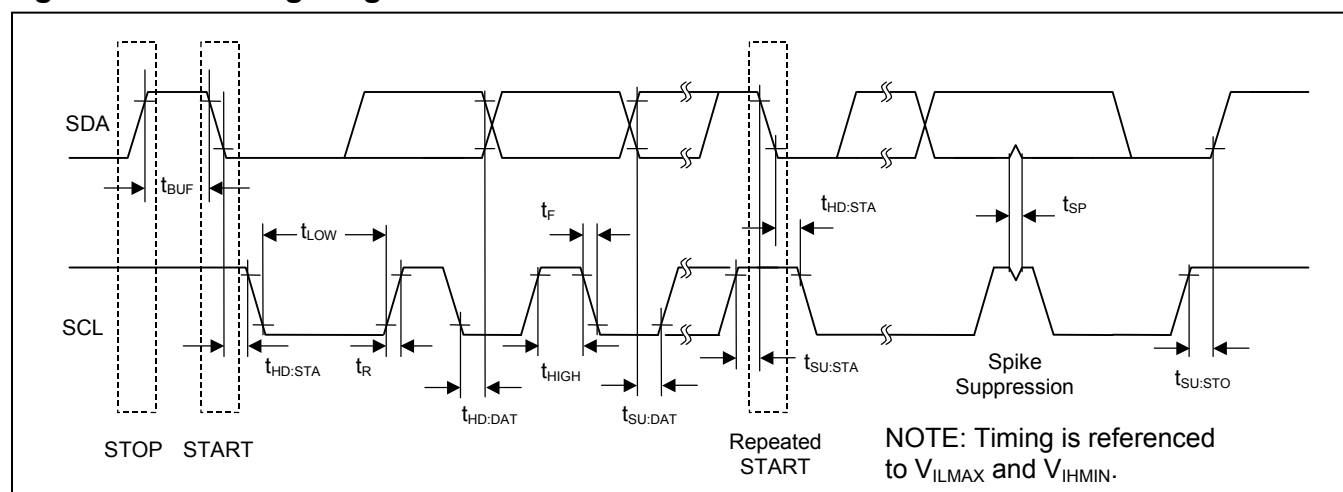 SDA
SCL
tBUF
tLOW
tF
tHD:STA
tSP
tHD:STA
tR
tHD:DAT
tHIGH
tSU:DAT
tSU:STA
Spike
Suppression
tSU:STO
STOP
START
Repeated
START
NOTE: Timing is referenced
to VILMAX and VIHMIN.